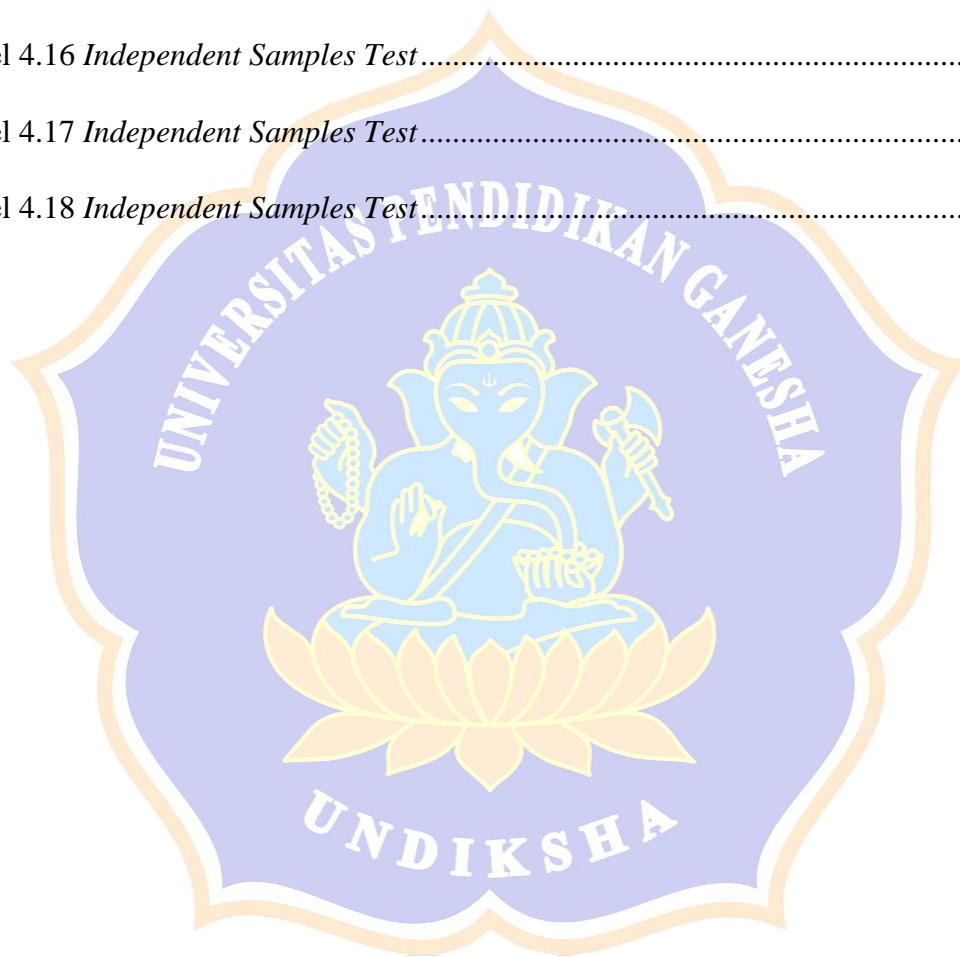 el 4.16 Independent Samples Test........................................................................
el 4.17 Independent Samples Test........................................................................
el 4.18 Independent Samples Test........................................................................
UNIVERSITAS PENDIDIKAN GANESHA
UNDIKSHA